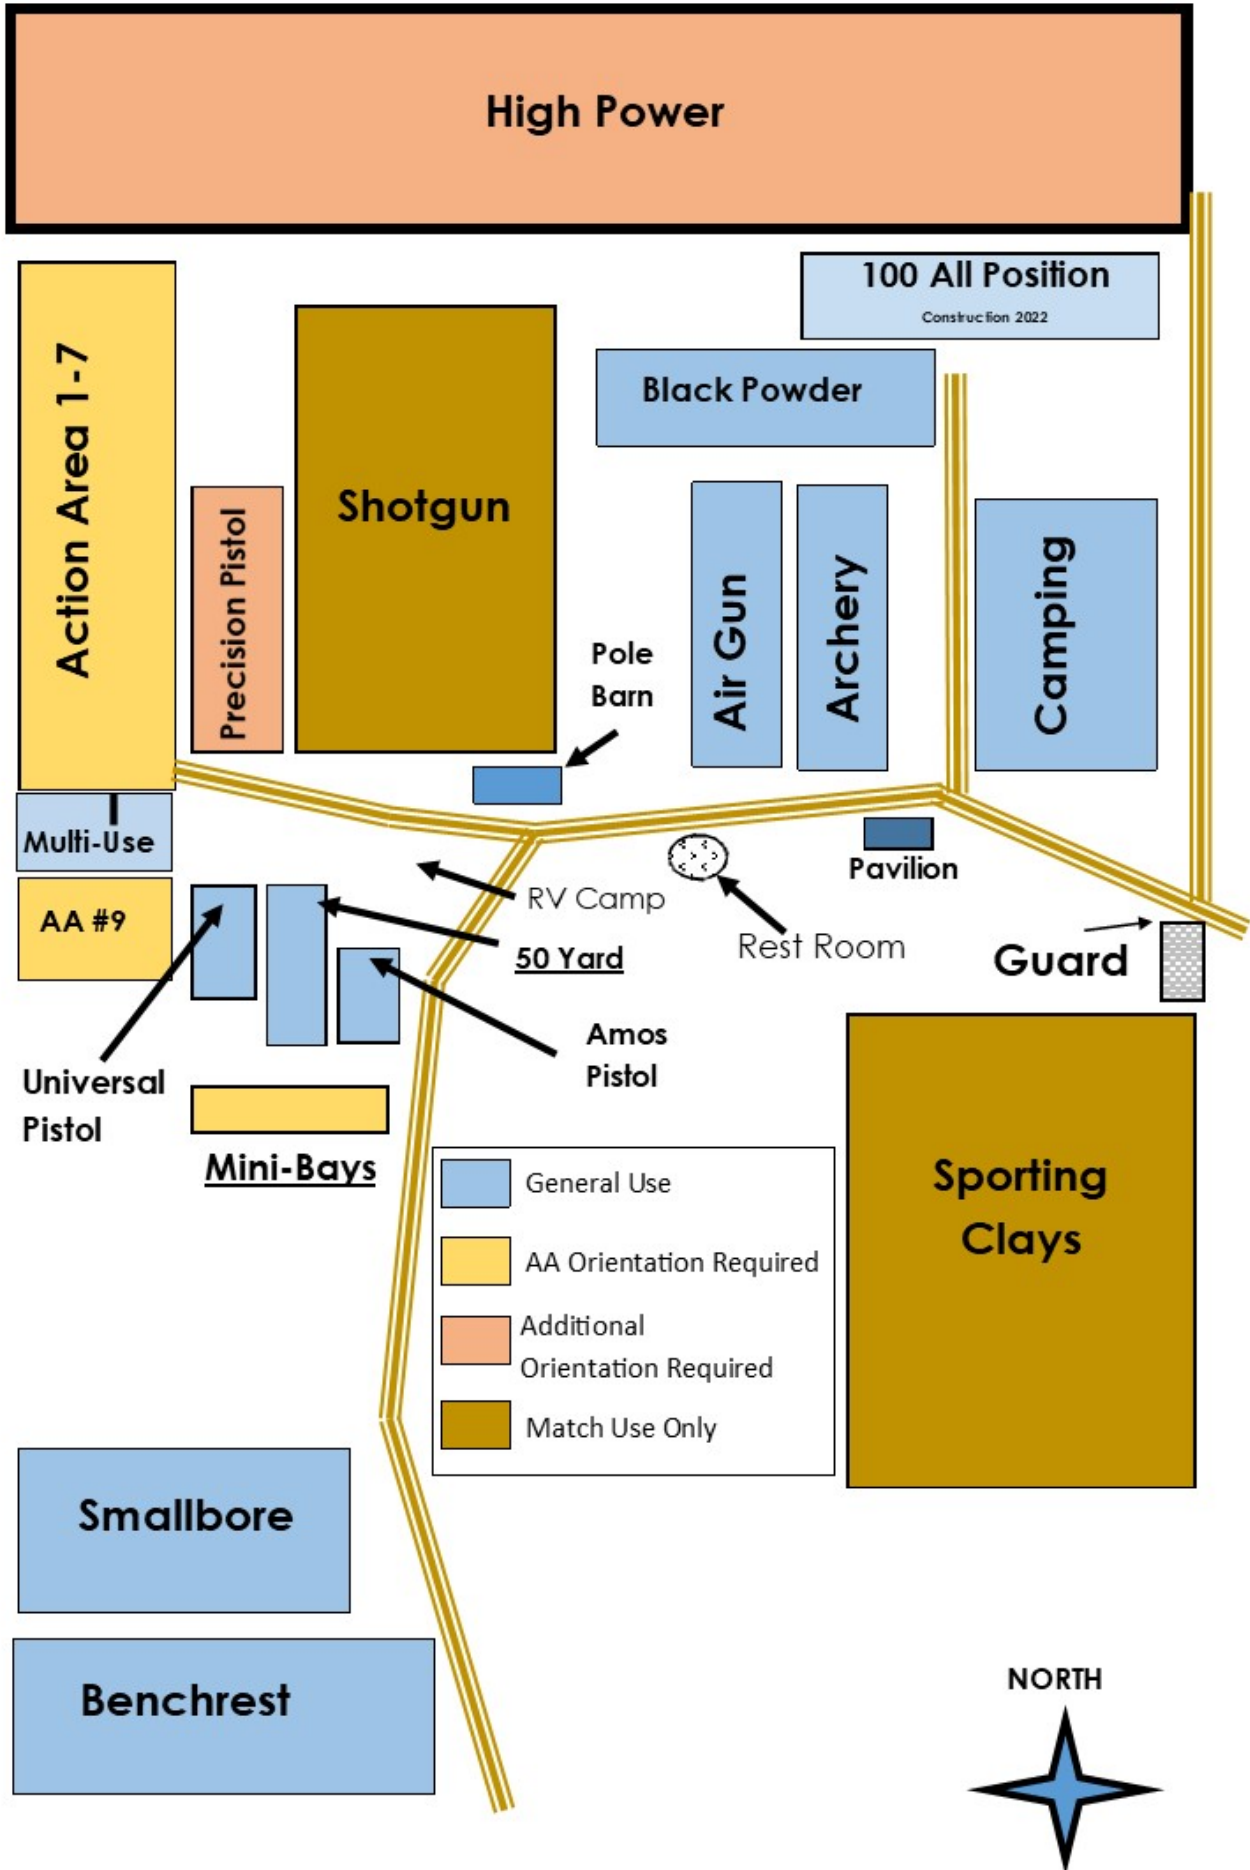 High Power
100 All Position
Construction 2022
Black Powder
Action Area 1-7
Precision Pistol
Shotgun
Air Gun
Archery
Camping
Pole
Barn
Multi-Use
AA #9
RV Camp
50 Yard
Rest Room
Pavilion
Guard
Amos
Pistol
Universal
Pistol
Mini-Bays
General Use
AA Orientation Required
Additional
Orientation Required
Match Use Only
Sporting
Clays
Smallbore
Benchrest
NORTH